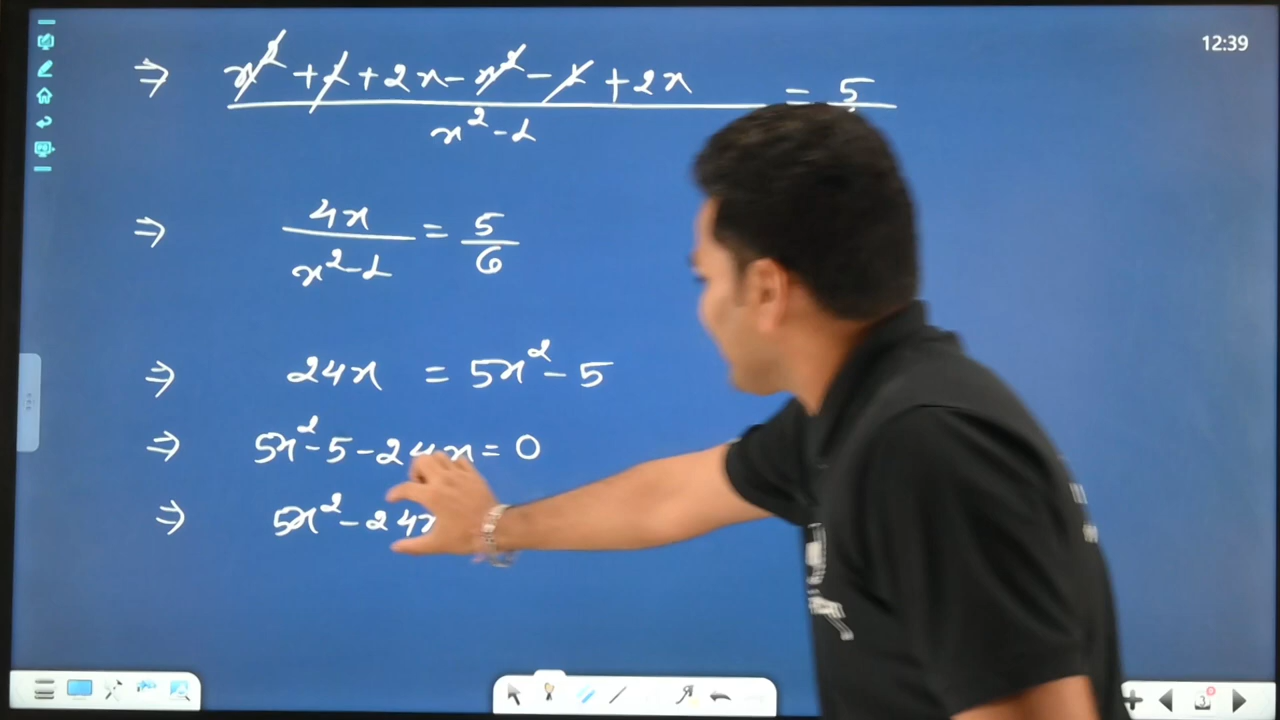 12:39
⇒ x² + 1 + 2x - x² - 1 + 2x / x² - 1 = 5
⇒ 4x / x² - 1 = 5 / 6
⇒ 24x = 5x² - 5
⇒ 5x² - 5 - 24x = 0
⇒ 5x² - 24x
3